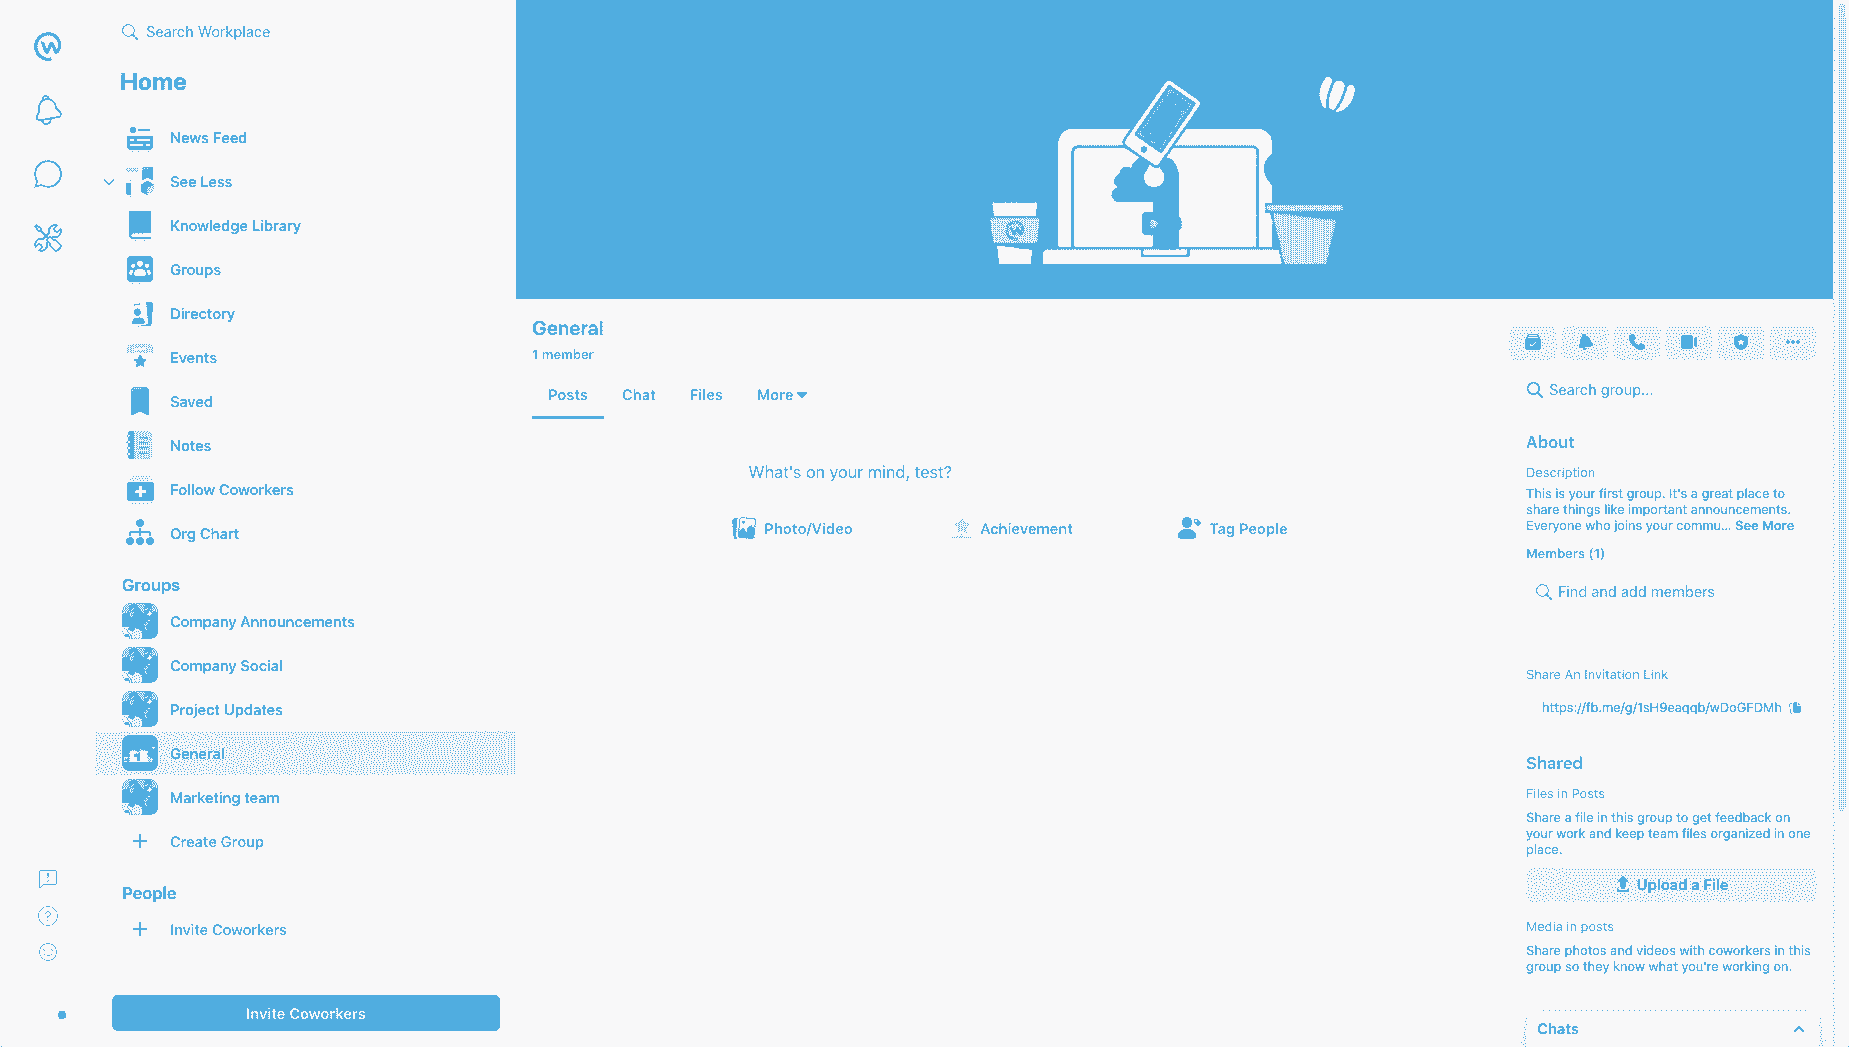 Search Workplace
Home
News Feed
See Less
Knowledge Library
Groups
Directory
Events
Saved
Notes
Follow Coworkers
Org Chart
Groups
Company Announcements
Company Social
Project Updates
General
Marketing team
Create Group
People
Invite Coworkers
Invite Coworkers
General
1 member
Posts
Chat
Files
More
What's on your mind, test?
Photo/Video
Achievement
Tag People
Search group...
About
Description
This is your first group. It's a great place to
share things like important announcements.
Everyone who joins your commu... See More
Members (1)
Find and add members
Share An Invitation Link
https://fb.me/g/1sH9eaqqb/wDoGFDMh
Shared
Files in Posts
Share a file in this group to get feedback on
your work and keep team files organized in one
place.
Upload a File
Media in posts
Share photos and videos with coworkers in this
group so they know what you're working on.
Chats